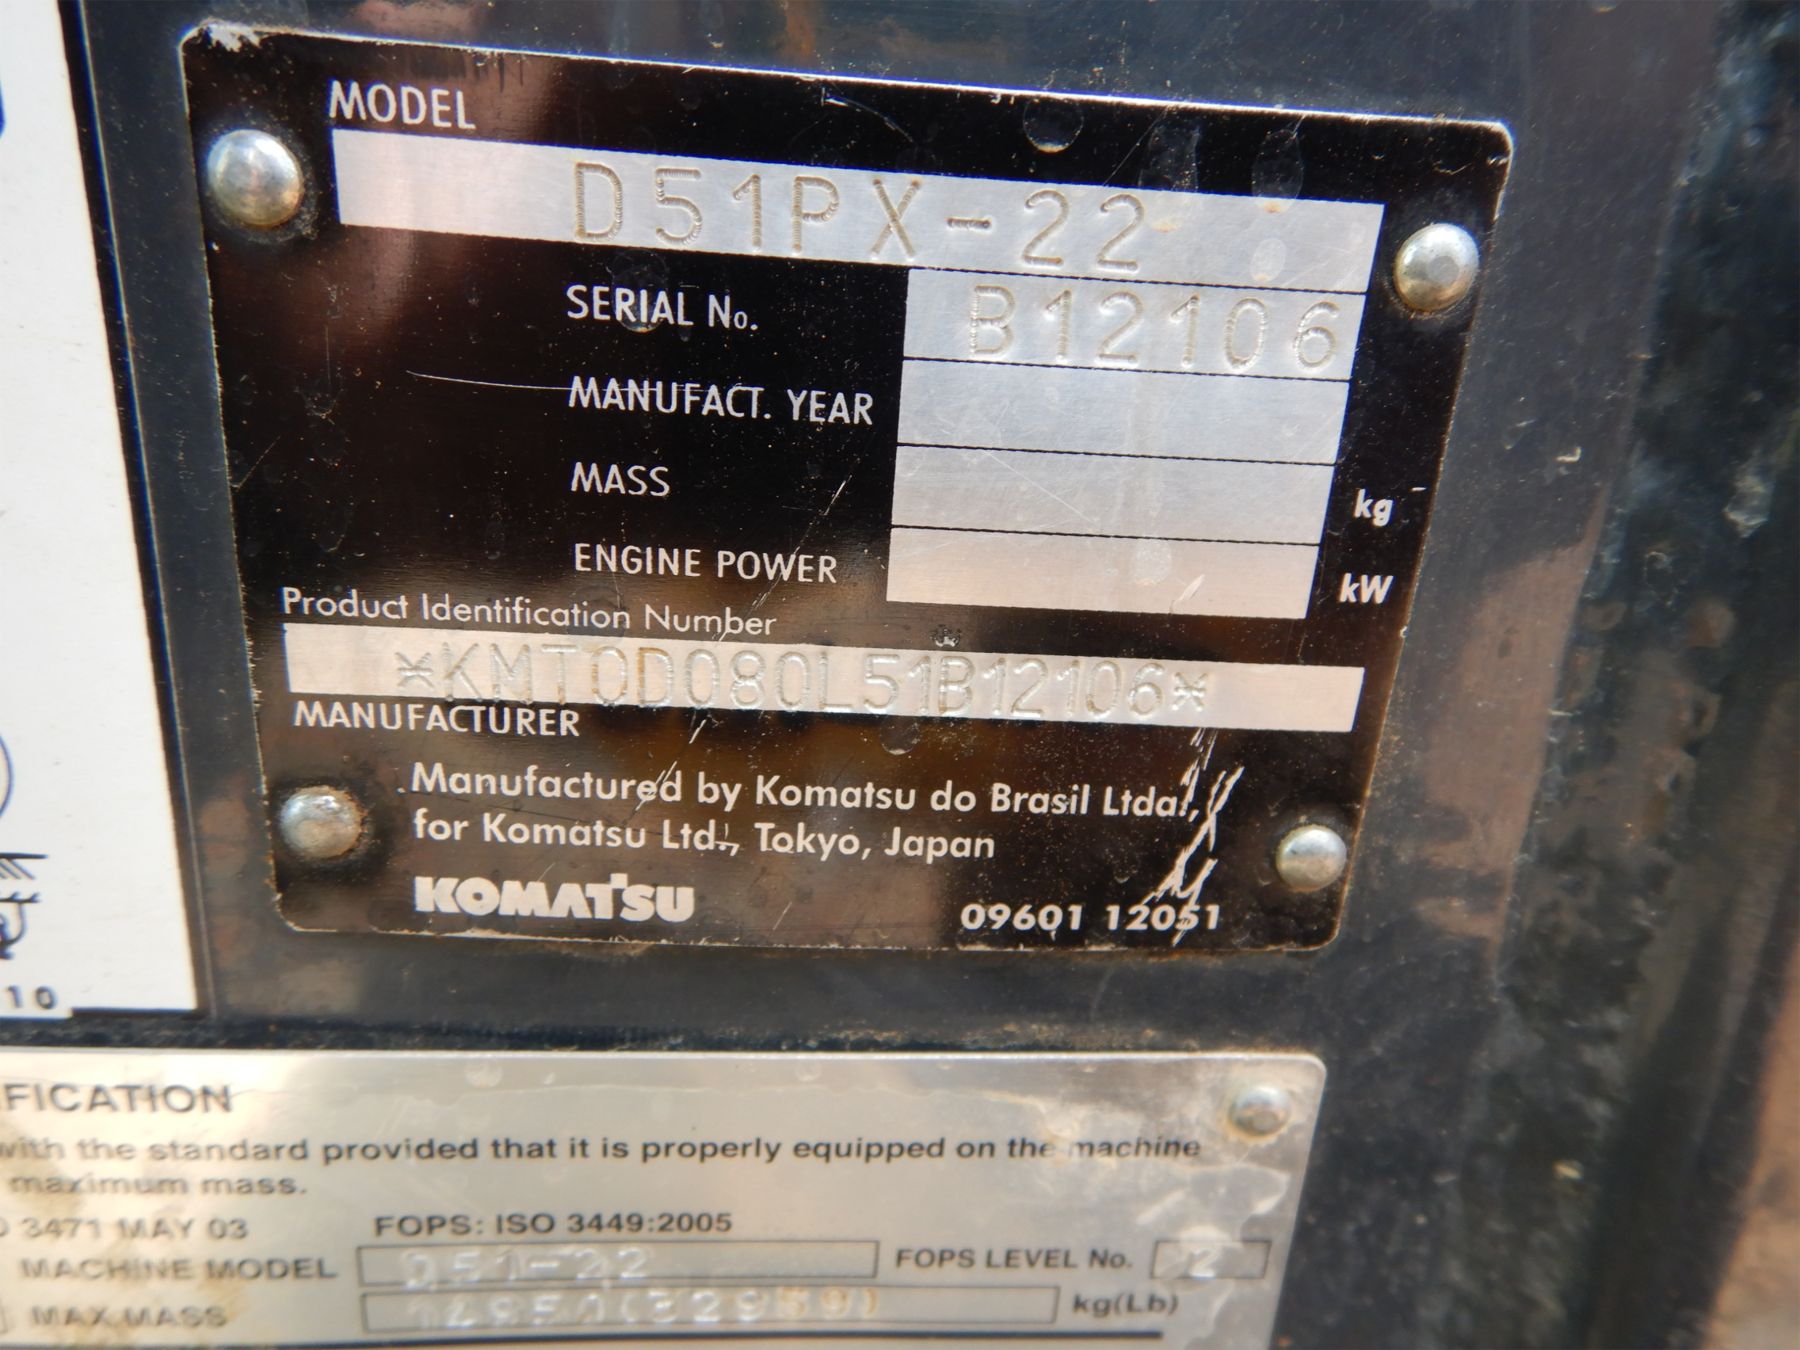 MODEL
D51PX-22
SERIAL No. B12106
MANUFACT. YEAR
MASS kg
ENGINE POWER kW
Product Identification Number
*KMT0D080L51B12106*
MANUFACTURER
Manufactured by Komatsu do Brasil Ltda.,
for Komatsu Ltd., Tokyo, Japan
KOMATSU
09601 12051
10
FICATION
with the standard provided that it is properly equipped on the machine
maximum mass.
3471 MAY 03 FOPS: ISO 3449:2005
MACHINE MODEL D51-22 FOPS LEVEL No. 2
MAX.MASS kg(Lb)